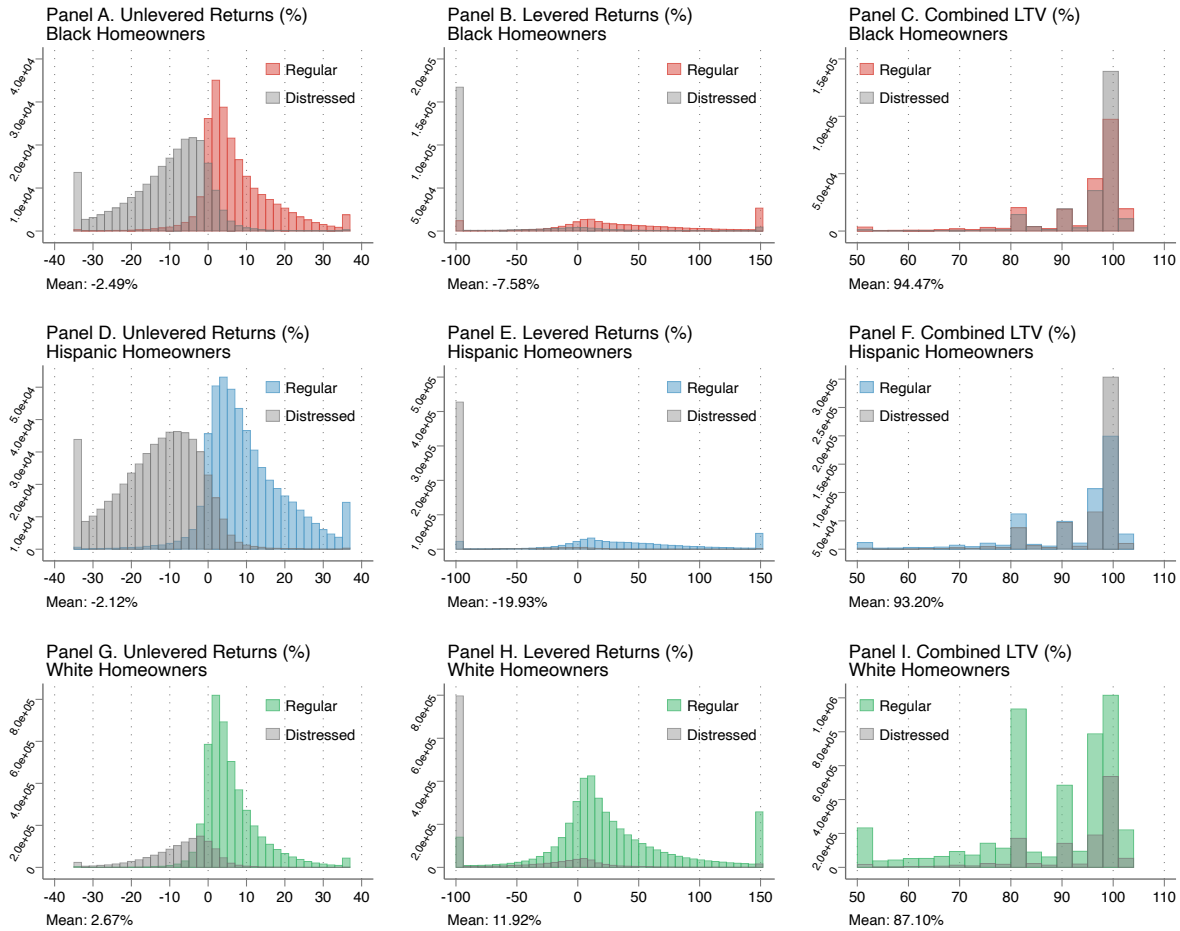 Panel A. Unlevered Returns (%)
Black Homeowners
4.0e+04
3.0e+04
2.0e+04
1.0e+04
0
Regular
Distressed
-40 -30 -20 -10 0 10 20 30 40
Mean: -2.49%
Panel B. Levered Returns (%)
Black Homeowners
2.0e+05
1.5e+05
1.0e+05
5.0e+04
0
Regular
Distressed
-100 -50 0 50 100 150
Mean: -7.58%
Panel C. Combined LTV (%)
Black Homeowners
1.5e+05
1.0e+05
5.0e+04
0
Regular
Distressed
50 60 70 80 90 100 110
Mean: 94.47%
Panel D. Unlevered Returns (%)
Hispanic Homeowners
5.0e+04
4.0e+04
3.0e+04
2.0e+04
1.0e+04
0
Regular
Distressed
-40 -30 -20 -10 0 10 20 30 40
Mean: -2.12%
Panel E. Levered Returns (%)
Hispanic Homeowners
5.0e+05
4.0e+05
3.0e+05
2.0e+05
1.0e+05
0
Regular
Distressed
-100 -50 0 50 100 150
Mean: -19.93%
Panel F. Combined LTV (%)
Hispanic Homeowners
3.0e+05
2.5e+05
2.0e+05
1.5e+05
1.0e+05
5.0e+04
0
Regular
Distressed
50 60 70 80 90 100 110
Mean: 93.20%
Panel G. Unlevered Returns (%)
White Homeowners
8.0e+05
6.0e+05
4.0e+05
2.0e+05
0
Regular
Distressed
-40 -30 -20 -10 0 10 20 30 40
Mean: 2.67%
Panel H. Levered Returns (%)
White Homeowners
8.0e+05
6.0e+05
4.0e+05
2.0e+05
0
Regular
Distressed
-100 -50 0 50 100 150
Mean: 11.92%
Panel I. Combined LTV (%)
White Homeowners
1.0e+06
8.0e+05
6.0e+05
4.0e+05
2.0e+05
0
Regular
Distressed
50 60 70 80 90 100 110
Mean: 87.10%